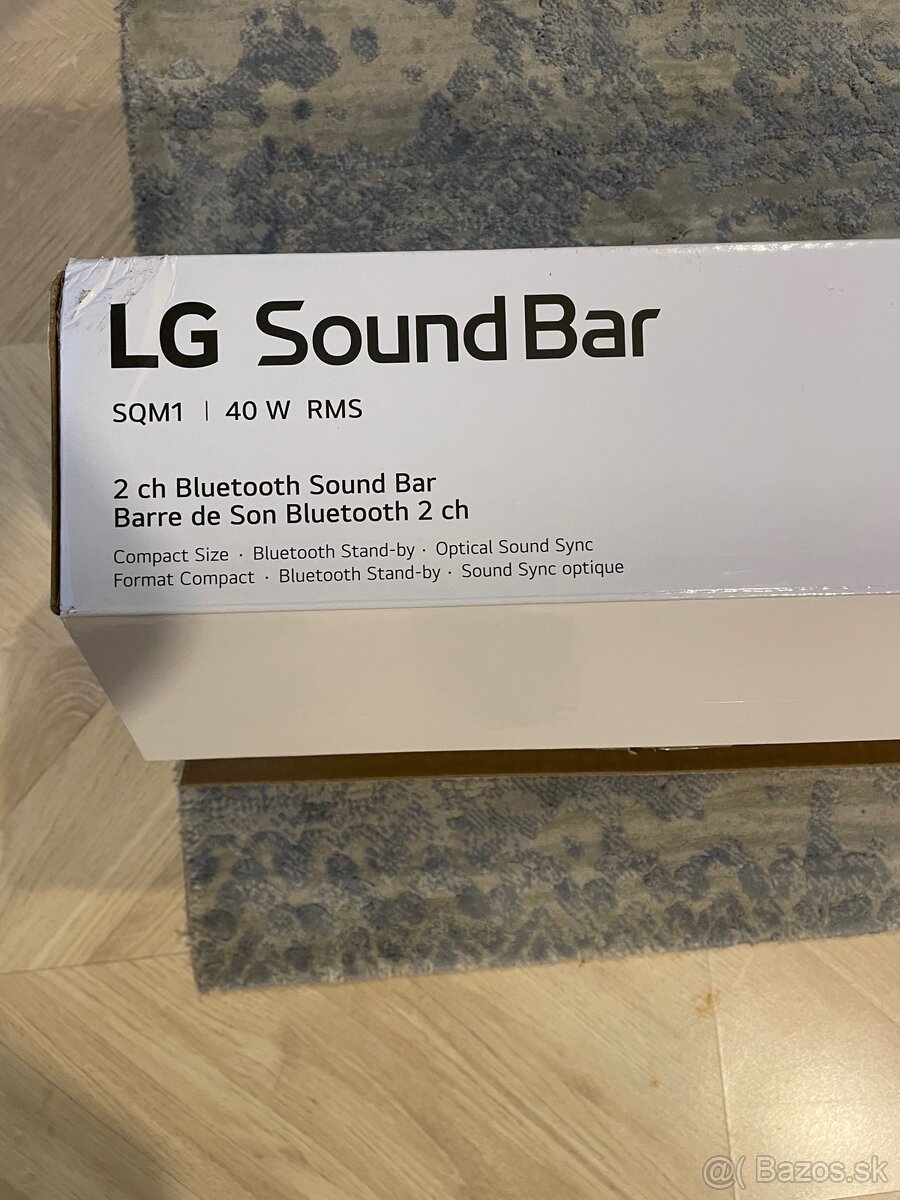 LG Sound Bar
SQM1 | 40 W RMS
2 ch Bluetooth Sound Bar
Barre de Son Bluetooth 2 ch
Compact Size · Bluetooth Stand-by · Optical Sound Sync
Format Compact · Bluetooth Stand-by · Sound Sync optique
@( Bazos.sk